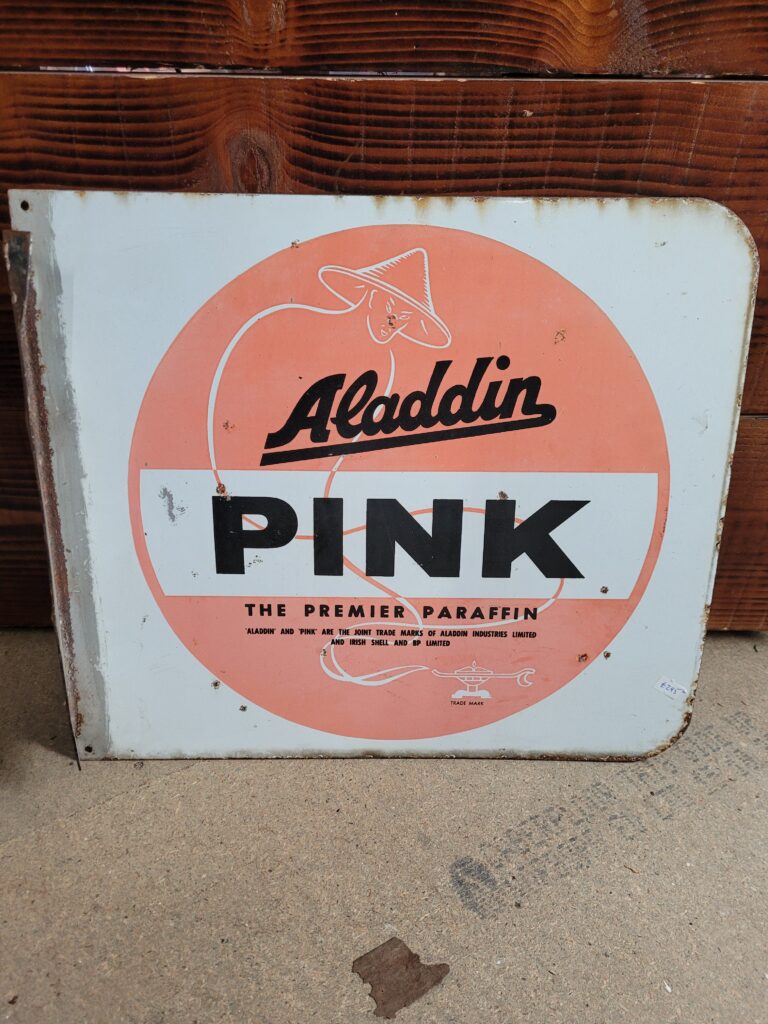 Aladdin
PINK
THE PREMIER PARAFFIN
'ALADDIN' AND 'PINK' ARE THE JOINT TRADE MARKS OF ALADDIN INDUSTRIES LIMITED
AND IRISH SHELL AND BP LIMITED
TRADE MARK